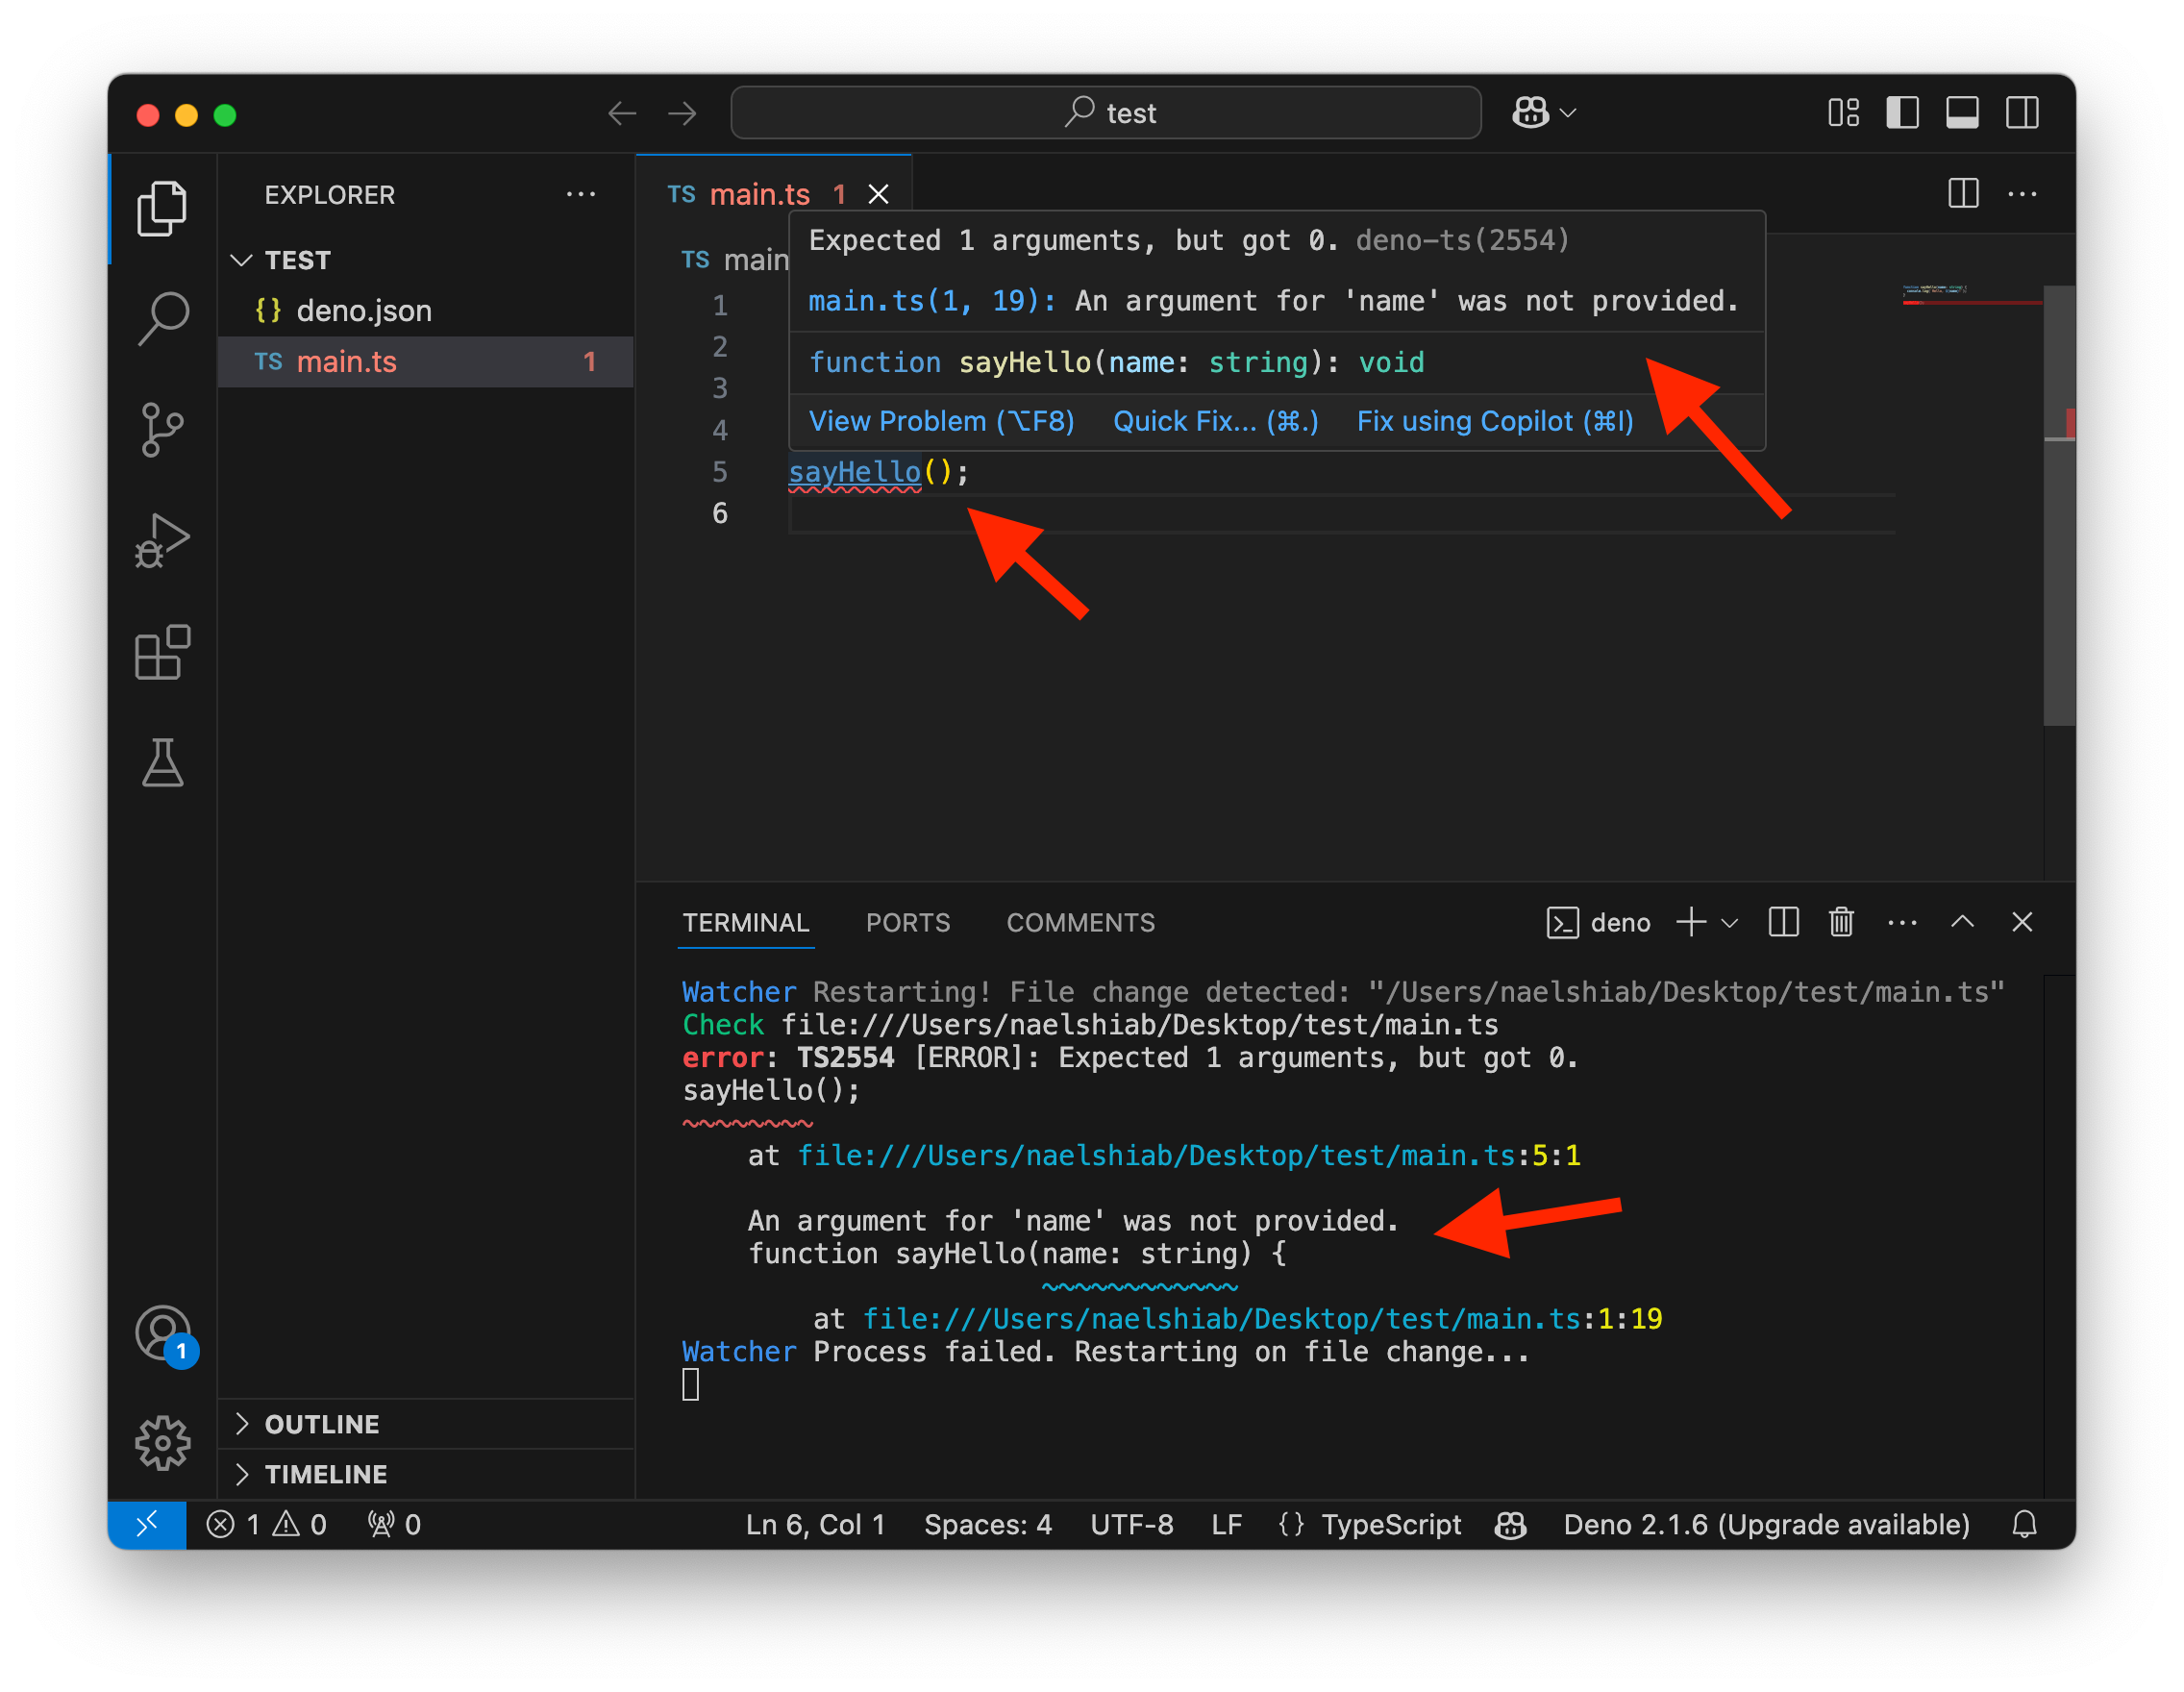 test
EXPLORER
TEST
{} deno.json
TS main.ts 1
OUTLINE
TIMELINE
TS main.ts 1
TS main
Expected 1 arguments, but got 0. deno-ts(2554)
main.ts(1, 19): An argument for 'name' was not provided.
function sayHello(name: string): void
View Problem (⌥F8) Quick Fix... (⌘.) Fix using Copilot (⌘I)
1
2
3
4
5 sayHello();
6
TERMINAL PORTS COMMENTS deno
Watcher Restarting! File change detected: "/Users/naelshiab/Desktop/test/main.ts"
Check file:///Users/naelshiab/Desktop/test/main.ts
error: TS2554 [ERROR]: Expected 1 arguments, but got 0.
sayHello();
~~~~~~~~
at file:///Users/naelshiab/Desktop/test/main.ts:5:1
An argument for 'name' was not provided.
function sayHello(name: string) {
~~~~~~~~~~~~
at file:///Users/naelshiab/Desktop/test/main.ts:1:19
Watcher Process failed. Restarting on file change...
1
1 0 0 Ln 6, Col 1 Spaces: 4 UTF-8 LF {} TypeScript Deno 2.1.6 (Upgrade available)